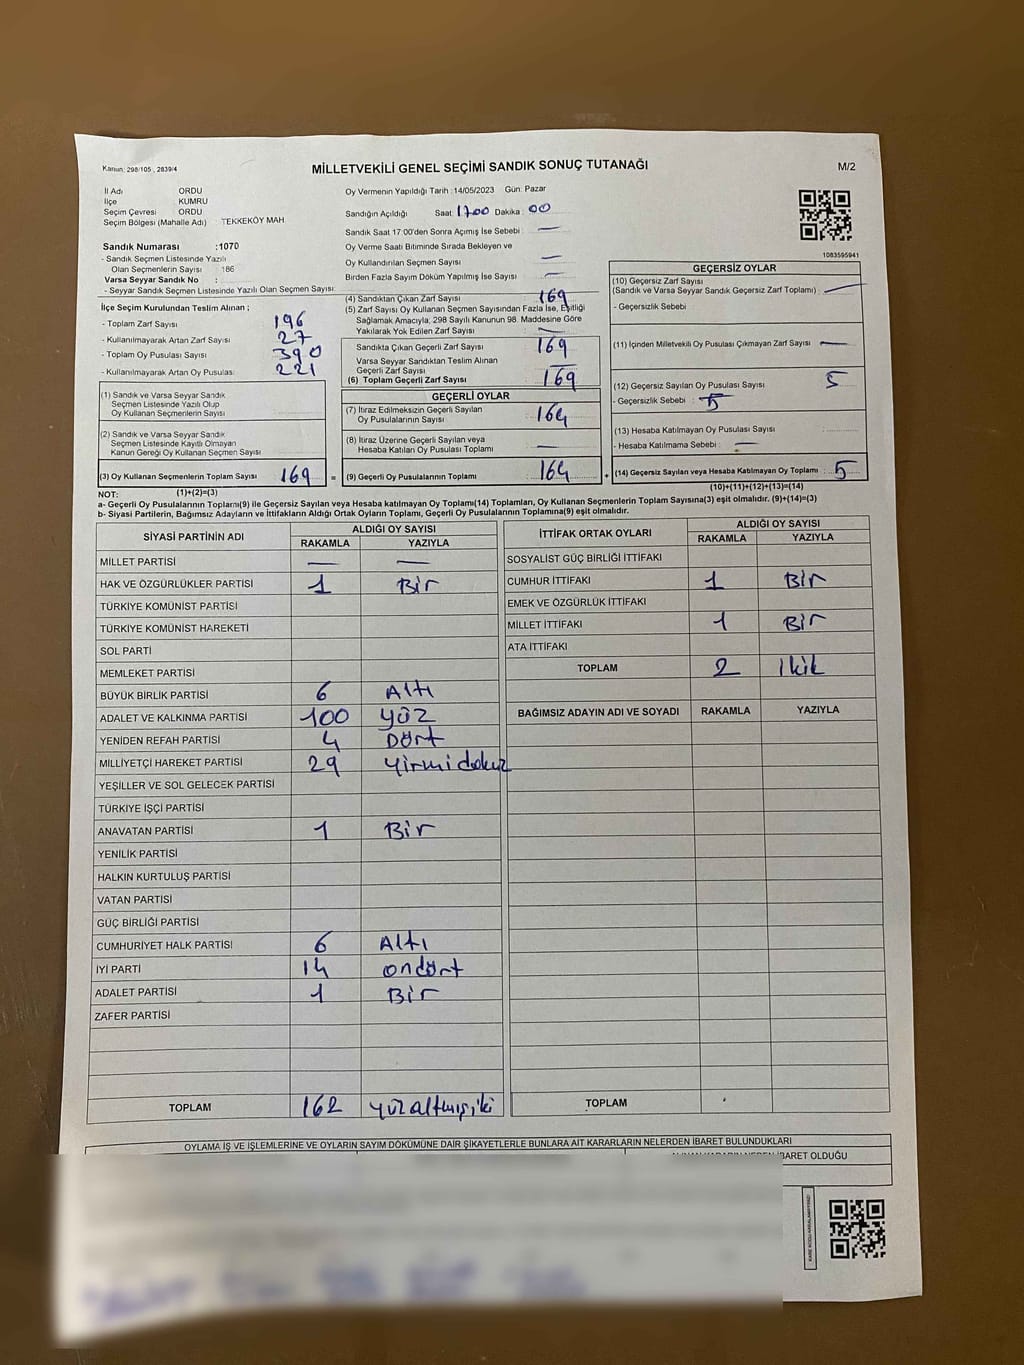 Kanun: 298/105 , 2839/4
MİLLETVEKİLİ GENEL SEÇİMİ SANDIK SONUÇ TUTANAĞI
M/2
İl Adı ORDU
İlçe KUMRU
Seçim Çevresi ORDU
Seçim Bölgesi (Mahalle Adı) : TEKKEKÖY MAH.
Sandık Numarası :1070
- Sandık Seçmen Listesinde Yazılı
Olan Seçmenlerin Sayısı : 186
Varsa Seyyar Sandık No :
- Seyyar Sandık Seçmen Listesinde Yazılı Olan Seçmen Sayısı:
İlçe Seçim Kurulundan Teslim Alınan ;
- Toplam Zarf Sayısı 196
- Kullanılmayarak Artan Zarf Sayısı 27
- Toplam Oy Pusulası Sayısı 390
- Kullanılmayarak Artan Oy Pusulası 221
(1) Sandık ve Varsa Seyyar Sandık
Seçmen Listesinde Yazılı Olup
Oy Kullanan Seçmenlerin Sayısı
(2) Sandık ve Varsa Seyyar Sandık
Seçmen Listesinde Kayıtlı Olmayan
Kanun Gereği Oy Kullanan Seçmen Sayısı
(3) Oy Kullanan Seçmenlerin Toplam Sayısı 169 =
(1)+(2)=(3)
Oy Vermenin Yapıldığı Tarih : 14/05/2023 Gün: Pazar
Sandığın Açıldığı Saat 1700 Dakika : 00
Sandık Saat 17:00'den Sonra Açımış İse Sebebi : —
Oy Verme Saati Bitiminde Sırada Bekleyen ve
Oy Kullandırılan Seçmen Sayısı —
Birden Fazla Sayım Döküm Yapılmış İse Sayısı : —
(4) Sandıktan Çıkan Zarf Sayısı 169
(5) Zarf Sayısı Oy Kullanan Seçmen Sayısından Fazla İse, Eşitliği
Sağlamak Amacıyla, 298 Sayılı Kanunun 98. Maddesine Göre
Yakılarak Yok Edilen Zarf Sayısı : —
Sandıkta Çıkan Geçerli Zarf Sayısı 169
Varsa Seyyar Sandıktan Teslim Alınan
Geçerli Zarf Sayısı —
(6) Toplam Geçerli Zarf Sayısı 169
GEÇERLİ OYLAR
(7) İtiraz Edilmeksizin Geçerli Sayılan
Oy Pusulalarının Sayısı 164
(8) İtiraz Üzerine Geçerli Sayılan veya
Hesaba Katılan Oy Pusulası Toplamı —
(9) Geçerli Oy Pusulalarının Toplamı 164 +
1083595941
GEÇERSİZ OYLAR
(10) Geçersiz Zarf Sayısı
(Sandık ve Varsa Seyyar Sandık Geçersiz Zarf Toplamı) : —
- Geçersizlik Sebebi :
(11) İçinden Milletvekili Oy Pusulası Çıkmayan Zarf Sayısı : —
(12) Geçersiz Sayılan Oy Pusulası Sayısı 5
- Geçersizlik Sebebi : 5
(13) Hesaba Katılmayan Oy Pusulası Sayısı :
- Hesaba Katılmama Sebebi : —
(14) Geçersiz Sayılan veya Hesaba Katılmayan Oy Toplamı : 5
(10)+(11)+(12)+(13)=(14)
NOT:
a- Geçerli Oy Pusulalarının Toplamı(9) ile Geçersiz Sayılan veya Hesaba katılmayan Oy Toplamı(14) Toplamları, Oy Kullanan Seçmenlerin Toplam Sayısına(3) eşit olmalıdır. (9)+(14)=(3)
b- Siyasi Partilerin, Bağımsız Adayların ve İttifakların Aldığı Ortak Oyların Toplamı, Geçerli Oy Pusulalarının Toplamına(9) eşit olmalıdır.
SİYASİ PARTİNİN ADI ALDIĞI OY SAYISI
RAKAMLA YAZIYLA
MİLLET PARTİSİ — —
HAK VE ÖZGÜRLÜKLER PARTİSİ 1 Bir
TÜRKİYE KOMÜNİST PARTİSİ
TÜRKİYE KOMÜNİST HAREKETİ
SOL PARTİ
MEMLEKET PARTİSİ
BÜYÜK BİRLİK PARTİSİ 6 Altı
ADALET VE KALKINMA PARTİSİ 100 yüz
YENİDEN REFAH PARTİSİ 4 Dört
MİLLİYETÇİ HAREKET PARTİSİ 29 yirmidokuz
YEŞİLLER VE SOL GELECEK PARTİSİ
TÜRKİYE İŞÇİ PARTİSİ
ANAVATAN PARTİSİ 1 Bir
YENİLİK PARTİSİ
HALKIN KURTULUŞ PARTİSİ
VATAN PARTİSİ
GÜÇ BİRLİĞİ PARTİSİ
CUMHURİYET HALK PARTİSİ 6 Altı
İYİ PARTİ 14 ondört
ADALET PARTİSİ 1 Bir
ZAFER PARTİSİ
TOPLAM 162 yüzaltmışiki
İTTİFAK ORTAK OYLARI ALDIĞI OY SAYISI
RAKAMLA YAZIYLA
SOSYALİST GÜÇ BİRLİĞİ İTTİFAKI
CUMHUR İTTİFAKI 1 Bir
EMEK VE ÖZGÜRLÜK İTTİFAKI
MİLLET İTTİFAKI 1 Bir
ATA İTTİFAKI
TOPLAM 2 ikik
BAĞIMSIZ ADAYIN ADI VE SOYADI RAKAMLA YAZIYLA
TOPLAM
OYLAMA İŞ VE İŞLEMLERİNE VE OYLARIN SAYIM DÖKÜMÜNE DAİR ŞİKAYETLERLE BUNLARA AİT KARARLARIN NELERDEN İBARET BULUNDUKLARI
İBARET OLDUĞU